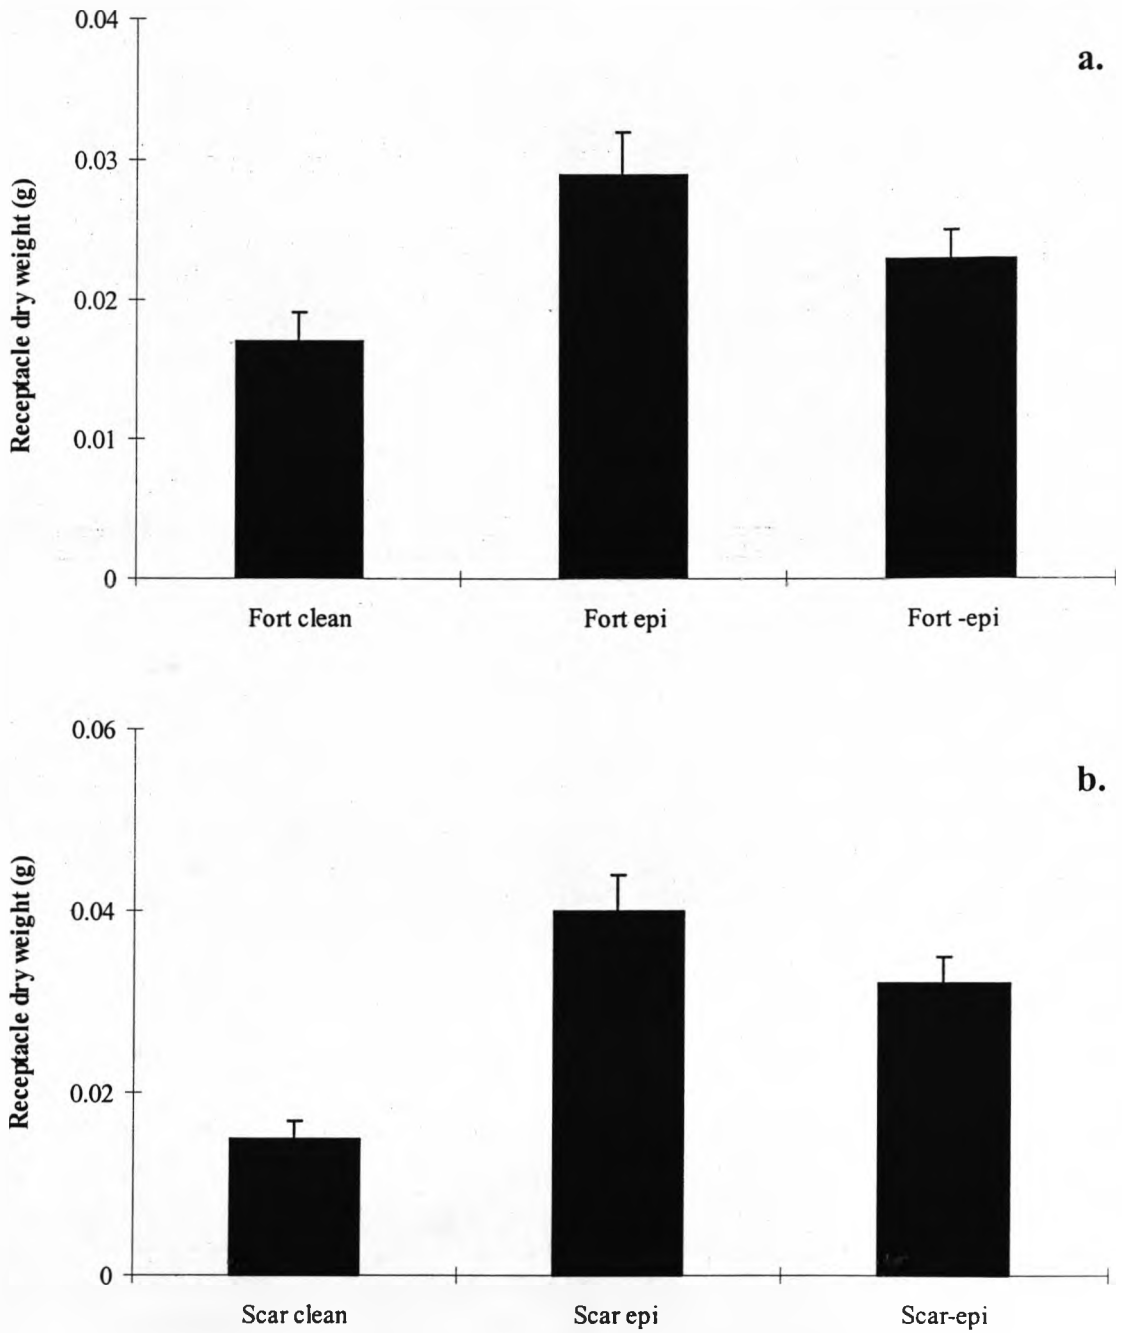 0.04
a.
0.03
0.02
0.01
0
Receptacle dry weight (g)
Fort clean Fort epi Fort -epi
0.06
b.
0.04
0.02
0
Receptacle dry weight (g)
Scar clean Scar epi Scar-epi